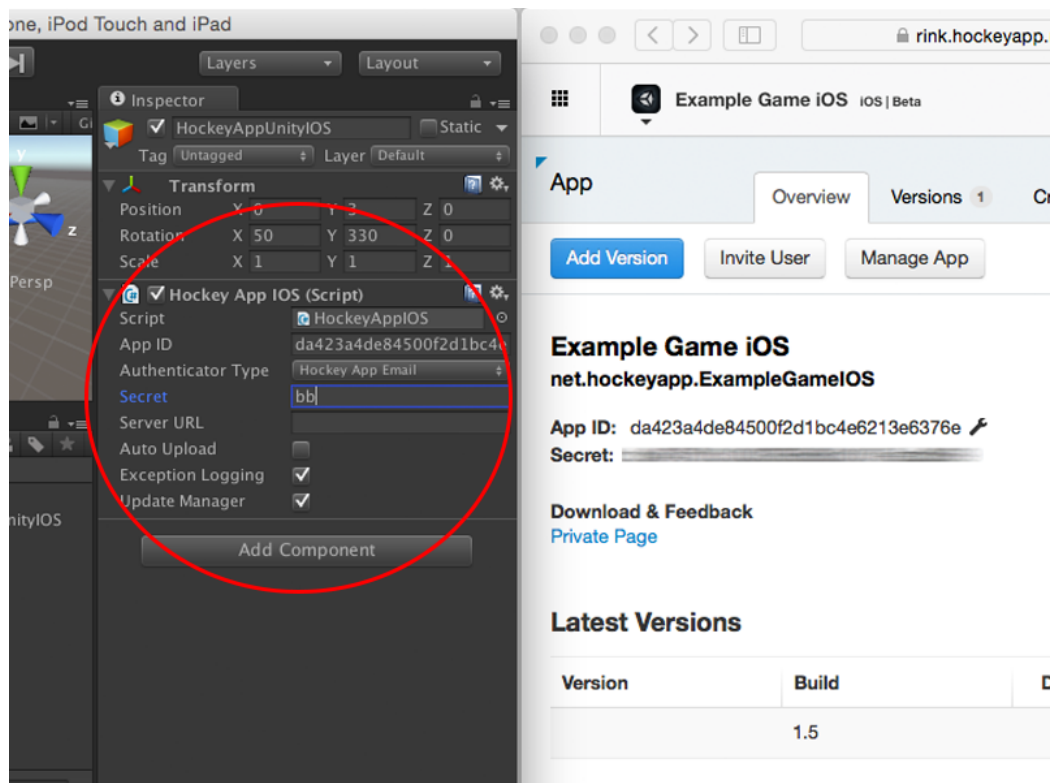 one, iPod Touch and iPad
Layers
Layout
Inspector
HockeyAppUnityIOS
Static
Tag Untagged
Layer Default
Gi
y
z
Persp
Transform
Position X 0 Y 3 Z 0
Rotation X 50 Y 330 Z 0
Scale X 1 Y 1 Z 1
Hockey App IOS (Script)
Script HockeyAppIOS
App ID da423a4de84500f2d1bc4e
Authenticator Type Hockey App Email
Secret bb
Server URL
Auto Upload
Exception Logging
Update Manager
nityIOS
Add Component
rink.hockeyapp.
Example Game iOS iOS | Beta
App
Overview
Versions 1
Cr
Add Version
Invite User
Manage App
Example Game iOS
net.hockeyapp.ExampleGameIOS
App ID: da423a4de84500f2d1bc4e6213e6376e
Secret:
Download & Feedback
Private Page
Latest Versions
Version Build D
1.5